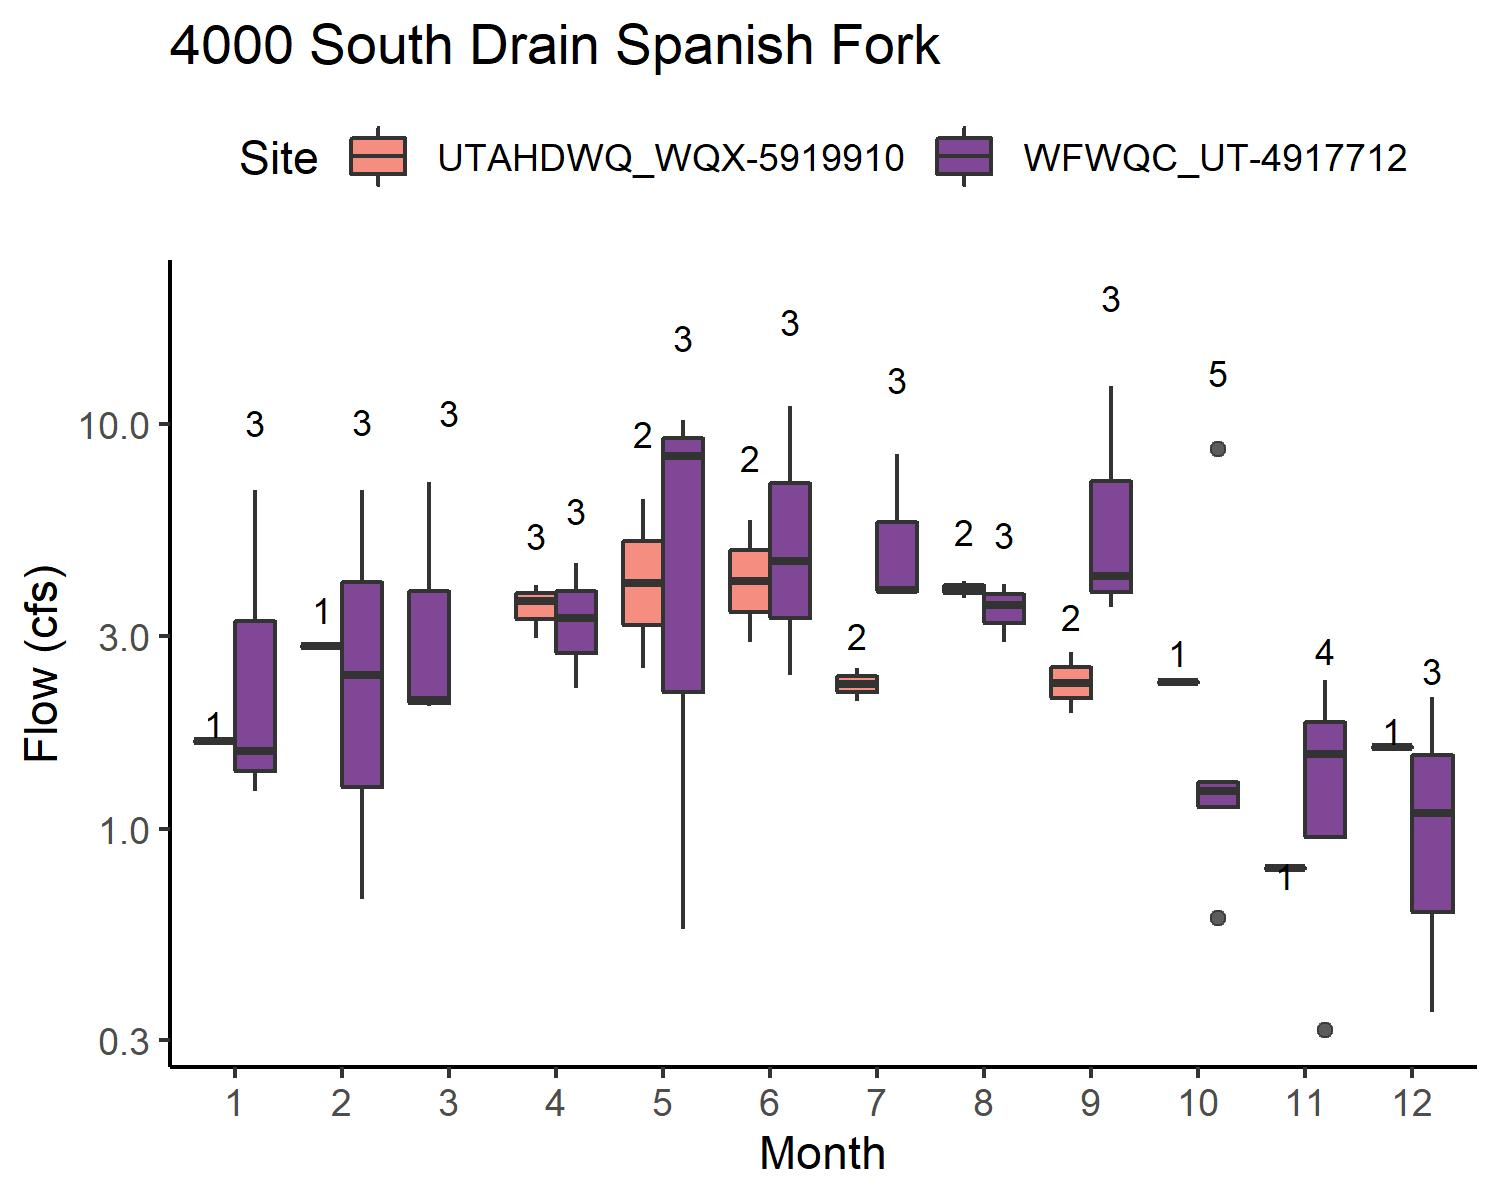 4000 South Drain Spanish Fork
Site UTAHDWQ_WQX-5919910 WFWQC_UT-4917712
Flow (cfs)
10.0
3.0
1.0
0.3
1 3 1 3 3 3 3 2 3 2 3 2 3 2 3 2 3 1 5 1 4 1 3
1 2 3 4 5 6 7 8 9 10 11 12
Month